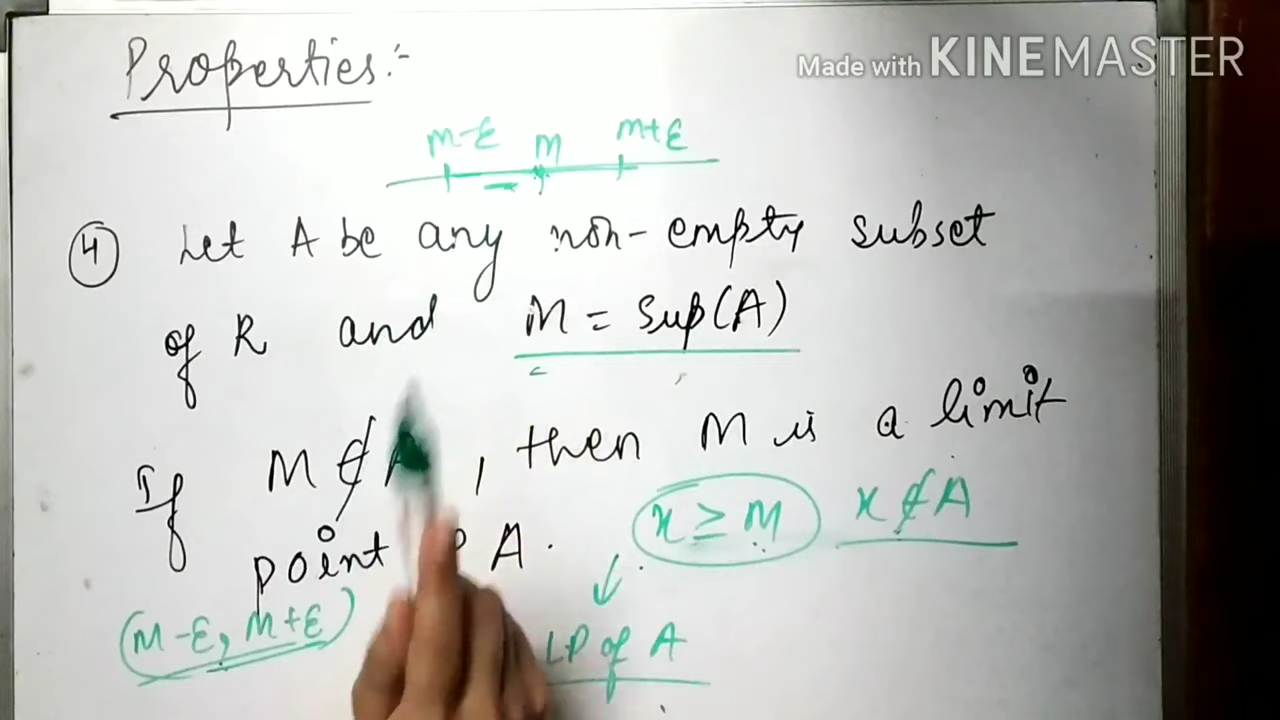 Properties:-
Made with KINEMASTER
M-ε M M+ε
④ Let A be any non-empty subset
of R and M = Sup(A)
If M ∉ A, then M is a limit
point A.
x ≥ M x ∉ A
(M-ε, M+ε)
LP of A